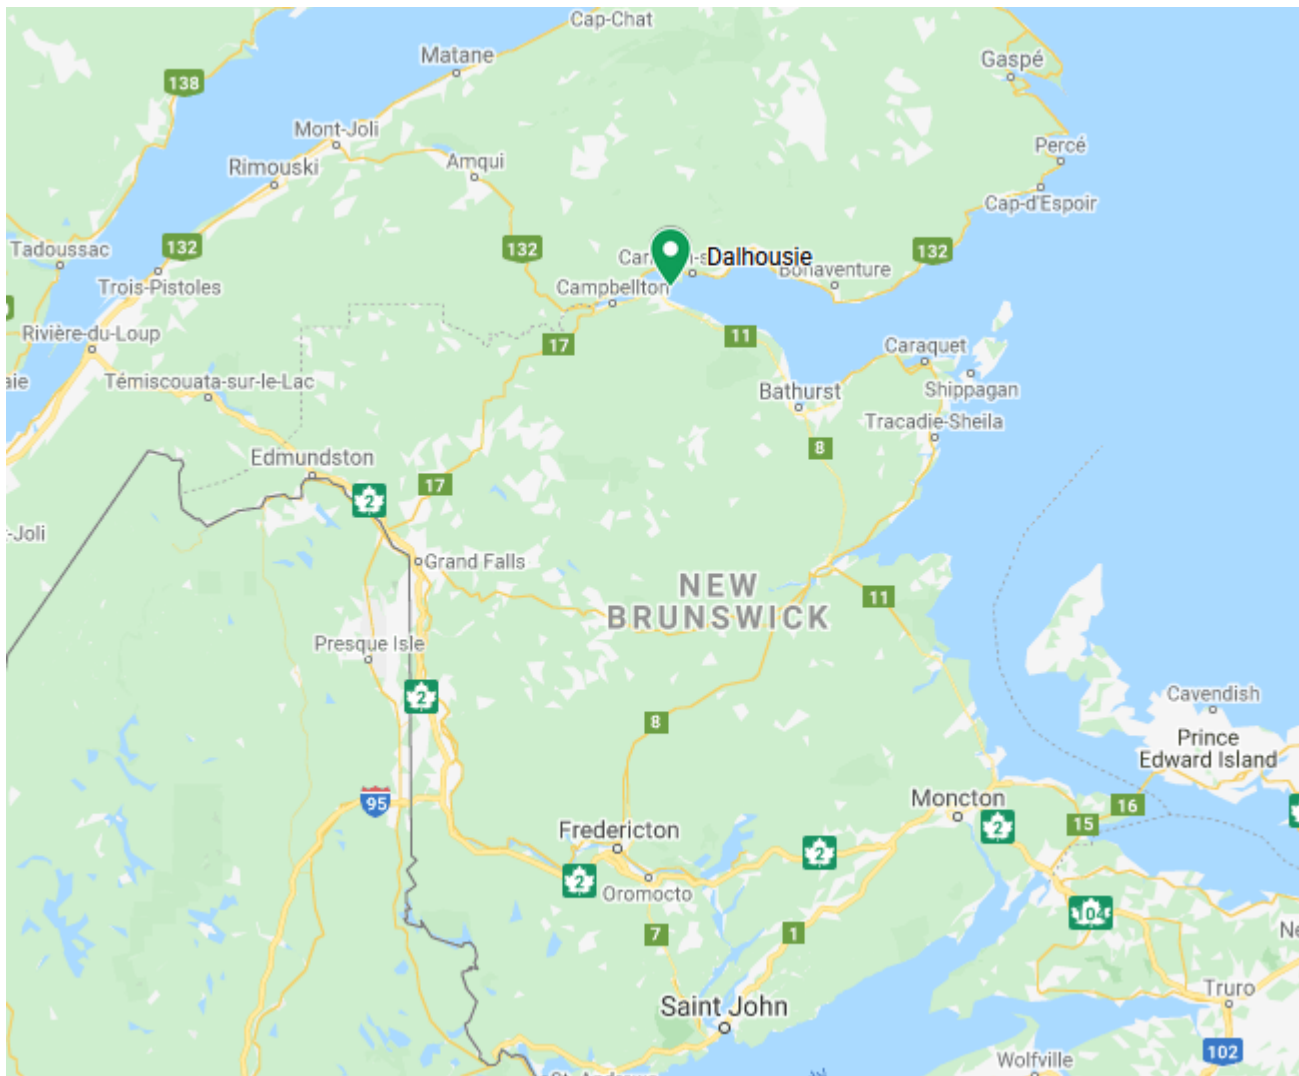 Cap-Chat
Matane
Gaspé
138
Mont-Joli
Percé
Rimouski
Amqui
Cap-d'Espoir
Tadoussac
132
132
132
Dalhousie
Bonaventure
Trois-Pistoles
Campbellton
Rivière-du-Loup
11
17
Caraquet
Témiscouata-sur-le-Lac
Shippagan
Bathurst
Tracadie-Sheila
8
Edmundston
17
2
Grand Falls
NEW
BRUNSWICK
11
Presque Isle
2
Cavendish
8
Prince
Edward Island
95
Moncton
16
15
2
Fredericton
2
2
Oromocto
104
7
1
Truro
Saint John
102
Wolfville